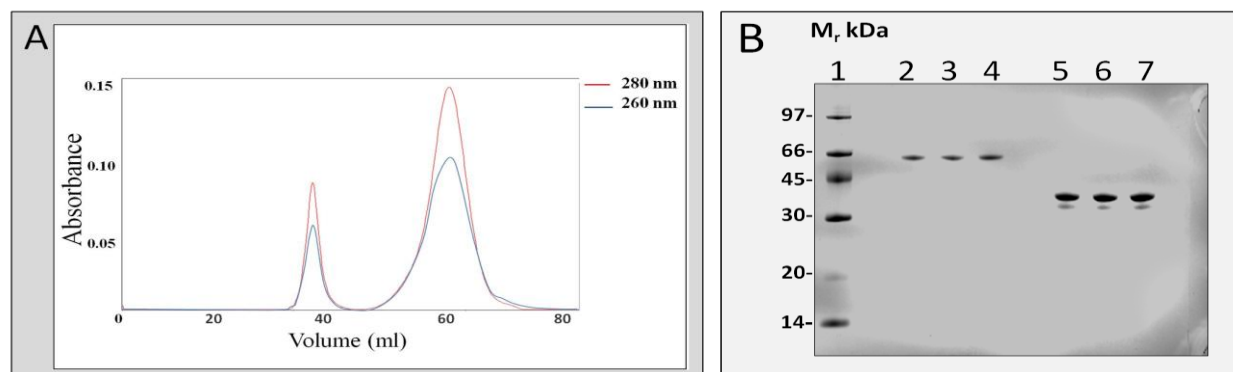 A
0.15
0.10
0.05
Absorbance
0
20
40
60
80
Volume (ml)
280 nm
260 nm
B
Mᵣ kDa
1 2 3 4 5 6 7
97-
66-
45-
30-
20-
14-